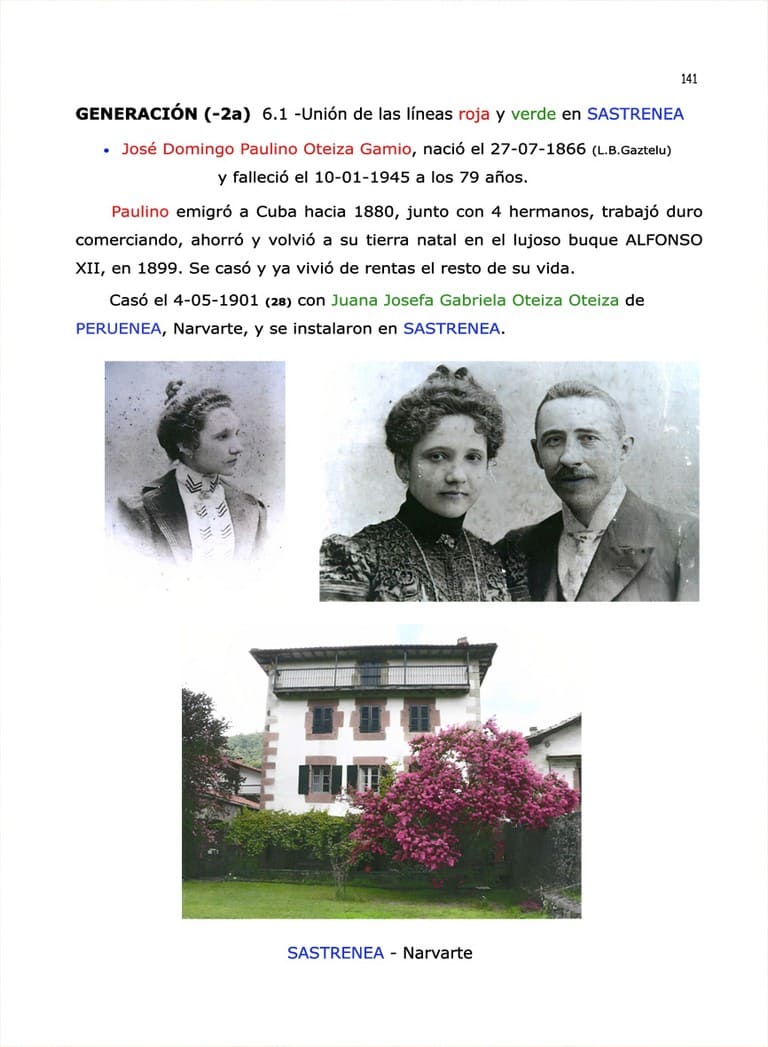 141
GENERACIÓN (-2a) 6.1 -Unión de las líneas roja y verde en SASTRENEA
• José Domingo Paulino Oteiza Gamio, nació el 27-07-1866 (L.B.Gaztelu)
y falleció el 10-01-1945 a los 79 años.
Paulino emigró a Cuba hacia 1880, junto con 4 hermanos, trabajó duro
comerciando, ahorró y volvió a su tierra natal en el lujoso buque ALFONSO
XII, en 1899. Se casó y ya vivió de rentas el resto de su vida.
Casó el 4-05-1901 (28) con Juana Josefa Gabriela Oteiza Oteiza de
PERUENEA, Narvarte, y se instalaron en SASTRENEA.
SASTRENEA - Narvarte